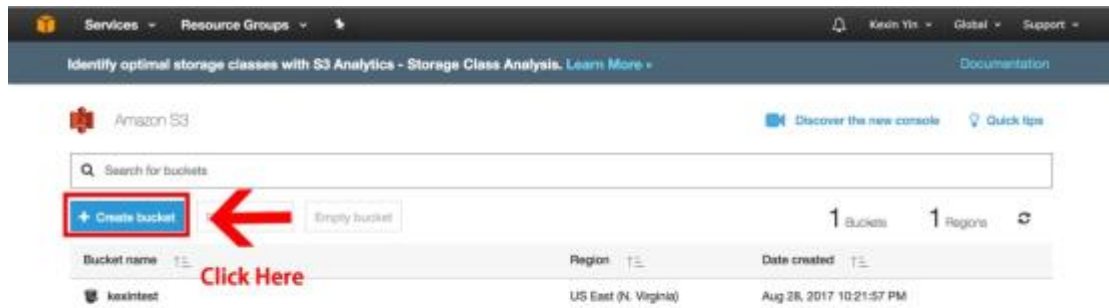 Services Resource Groups Kexin Yin Global Support
Identify optimal storage classes with S3 Analytics - Storage Class Analysis. Learn More » Documentation
Amazon S3 Discover the new console Quick tips
Search for buckets
+ Create bucket Empty bucket 1 Buckets 1 Regions
Click Here
Bucket name Region Date created
kexintest US East (N. Virginia) Aug 28, 2017 10:21:57 PM